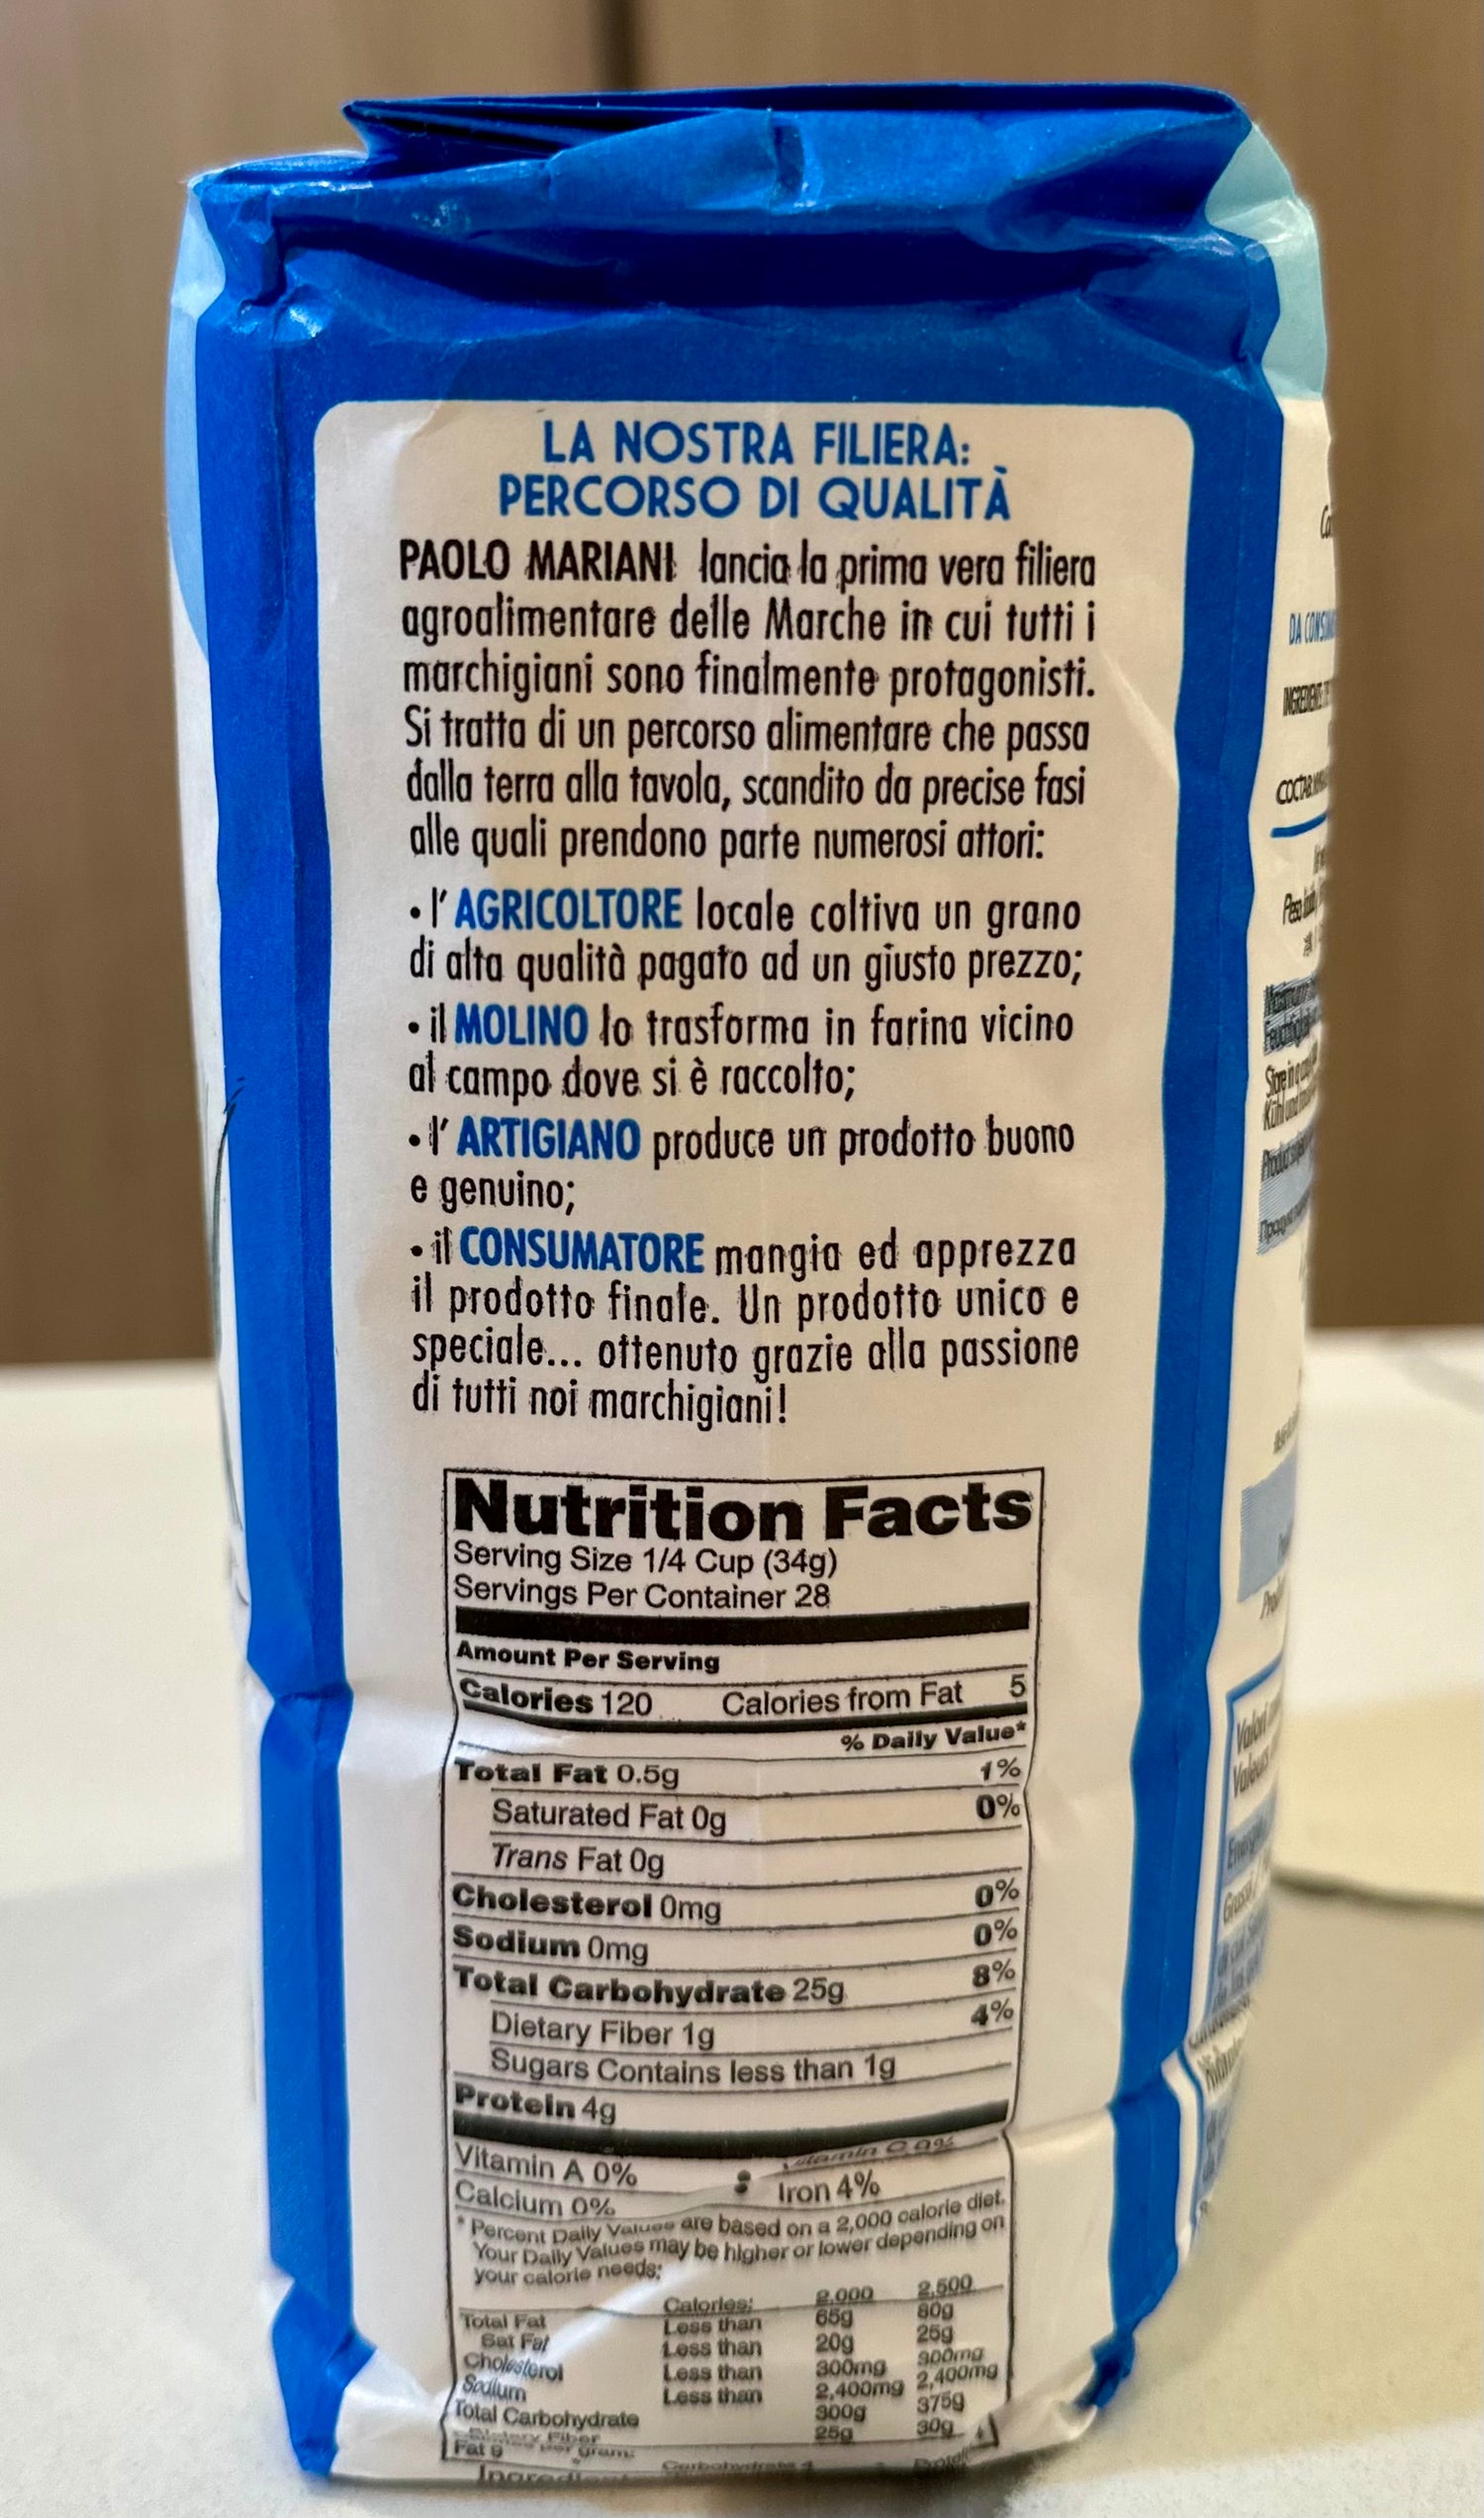 LA NOSTRA FILIERA:
PERCORSO DI QUALITÀ
PAOLO MARIANI lancia la prima vera filiera
agroalimentare delle Marche in cui tutti i
marchigiani sono finalmente protagonisti.
Si tratta di un percorso alimentare che passa
dalla terra alla tavola, scandito da precise fasi
alle quali prendono parte numerosi attori:
• l' AGRICOLTORE locale coltiva un grano
di alta qualità pagato ad un giusto prezzo;
• il MOLINO lo trasforma in farina vicino
al campo dove si è raccolto;
• l' ARTIGIANO produce un prodotto buono
e genuino;
• il CONSUMATORE mangia ed apprezza
il prodotto finale. Un prodotto unico e
speciale... ottenuto grazie alla passione
di tutti noi marchigiani!
Nutrition Facts
Serving Size 1/4 Cup (34g)
Servings Per Container 28
Amount Per Serving
Calories 120 Calories from Fat 5
% Daily Value*
Total Fat 0.5g 1%
Saturated Fat 0g 0%
Trans Fat 0g
Cholesterol 0mg 0%
Sodium 0mg 0%
Total Carbohydrate 25g 8%
Dietary Fiber 1g 4%
Sugars Contains less than 1g
Protein 4g
Vitamin A 0% • Vitamin C 0%
Calcium 0% • Iron 4%
* Percent Daily Values are based on a 2,000 calorie diet.
Your Daily Values may be higher or lower depending on
your calorie needs:
Calories: 2,000 2,500
Total Fat Less than 65g 80g
Sat Fat Less than 20g 25g
Cholesterol Less than 300mg 300mg
Sodium Less than 2,400mg 2,400mg
Total Carbohydrate 300g 375g
Dietary Fiber 25g 30g
Fat 9 Carbohydrate 4